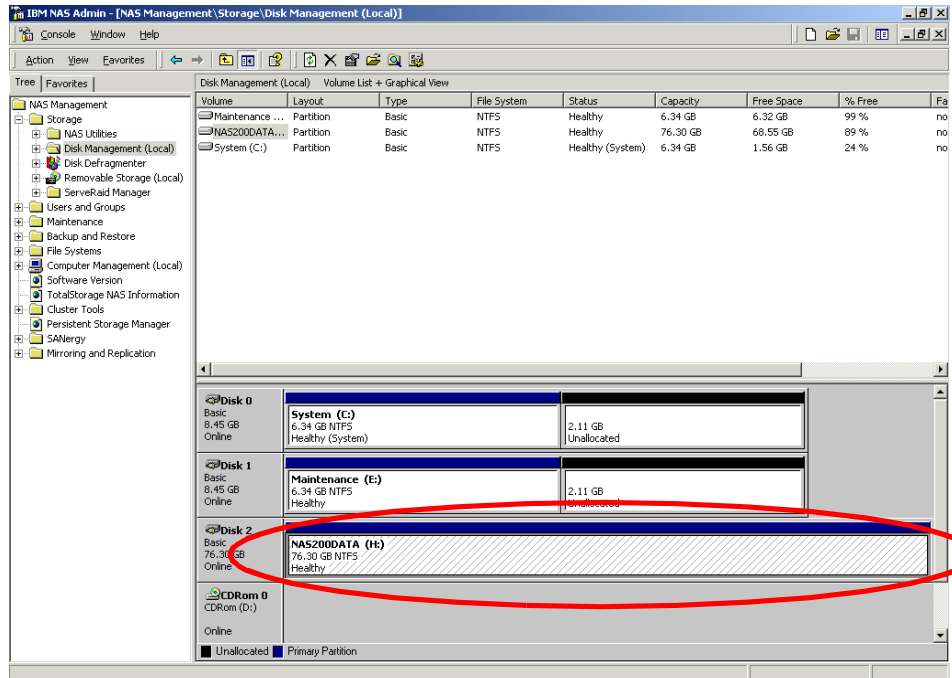 IBM NAS Admin - [NAS Management\Storage\Disk Management (Local)]
Console Window Help
Action View Favorites
Tree Favorites
NAS Management
Storage
NAS Utilities
Disk Management (Local)
Disk Defragmenter
Removable Storage (Local)
ServeRaid Manager
Users and Groups
Maintenance
Backup and Restore
File Systems
Computer Management (Local)
Software Version
TotalStorage NAS Information
Cluster Tools
Persistent Storage Manager
SANergy
Mirroring and Replication
Disk Management (Local) Volume List + Graphical View
Volume Layout Type File System Status Capacity Free Space % Free Fa
Maintenance ... Partition Basic NTFS Healthy 6.34 GB 6.32 GB 99 % no
NAS200DATA... Partition Basic NTFS Healthy 76.30 GB 68.55 GB 89 % no
System (C:) Partition Basic NTFS Healthy (System) 6.34 GB 1.56 GB 24 % no
Disk 0
Basic
8.45 GB
Online
System (C:)
6.34 GB NTFS
Healthy (System)
2.11 GB
Unallocated
Disk 1
Basic
8.45 GB
Online
Maintenance (E:)
6.34 GB NTFS
Healthy
2.11 GB
Unallocated
Disk 2
Basic
76.30 GB
Online
NAS200DATA (H:)
76.30 GB NTFS
Healthy
CDRom 0
CDRom (D:)
Online
Unallocated Primary Partition